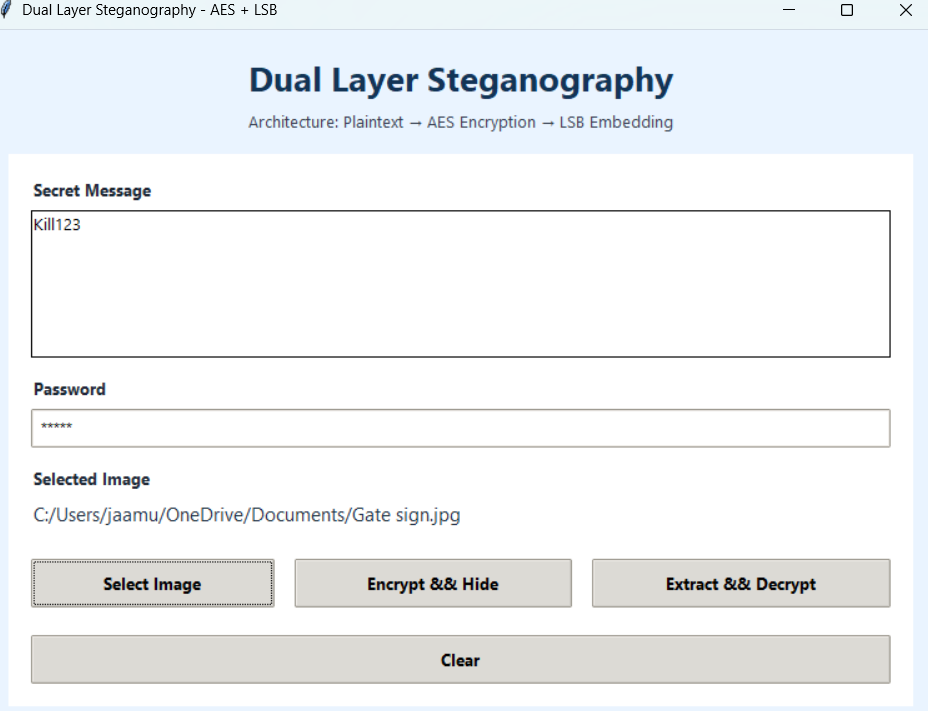 Dual Layer Steganography - AES + LSB
Dual Layer Steganography
Architecture: Plaintext → AES Encryption → LSB Embedding
Secret Message
Kill123
Password
*****
Selected Image
C:/Users/jaamu/OneDrive/Documents/Gate sign.jpg
Select Image Encrypt && Hide Extract && Decrypt
Clear